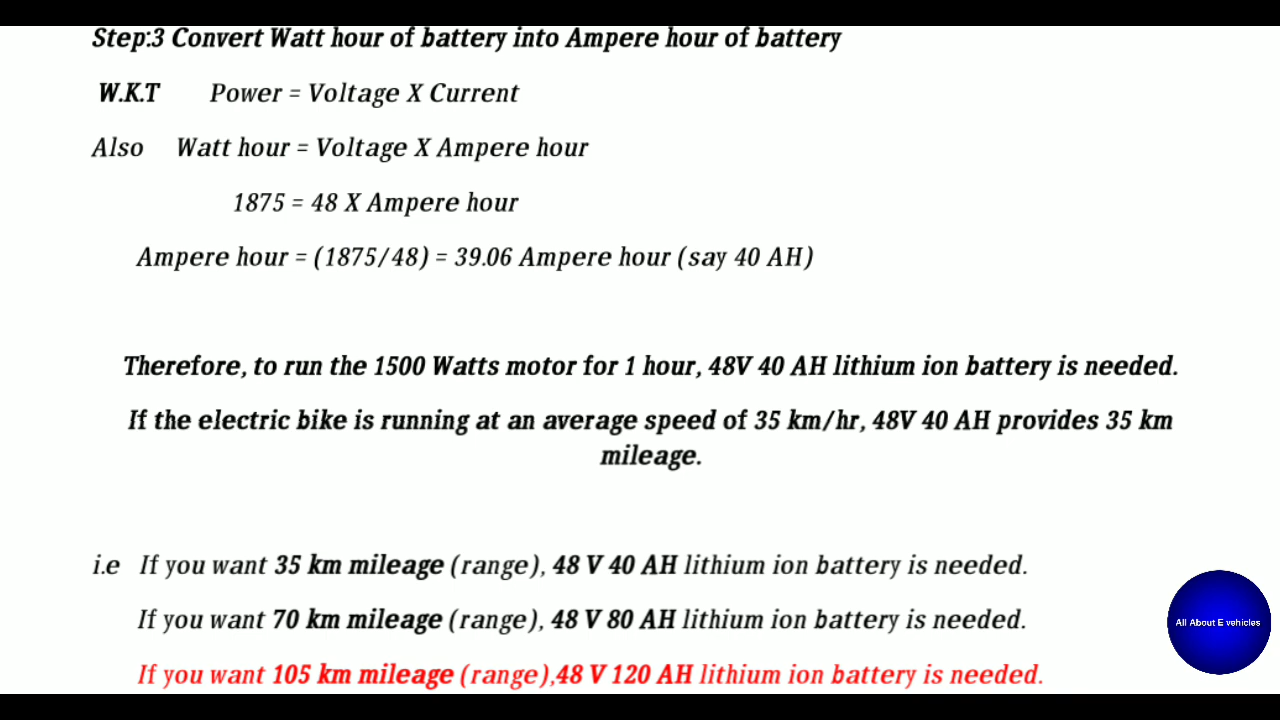 Step:3 Convert Watt hour of battery into Ampere hour of battery
W.K.T Power = Voltage X Current
Also Watt hour = Voltage X Ampere hour
1875 = 48 X Ampere hour
Ampere hour = (1875/48) = 39.06 Ampere hour (say 40 AH)
Therefore, to run the 1500 Watts motor for 1 hour, 48V 40 AH lithium ion battery is needed.
If the electric bike is running at an average speed of 35 km/hr, 48V 40 AH provides 35 km
mileage.
i.e If you want 35 km mileage (range), 48 V 40 AH lithium ion battery is needed.
If you want 70 km mileage (range), 48 V 80 AH lithium ion battery is needed.
If you want 105 km mileage (range),48 V 120 AH lithium ion battery is needed.
All About E vehicles